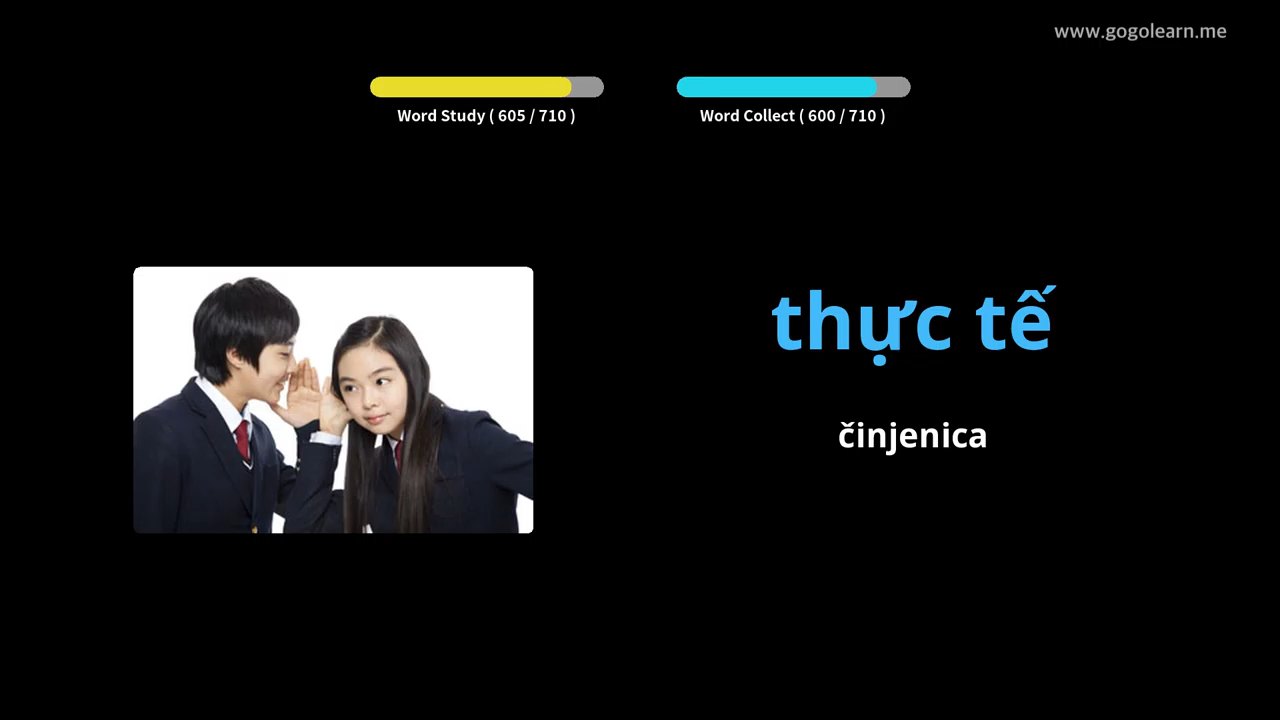 www.gogolearn.me
Word Study ( 605 / 710 )
Word Collect ( 600 / 710 )
thực tế
činjenica